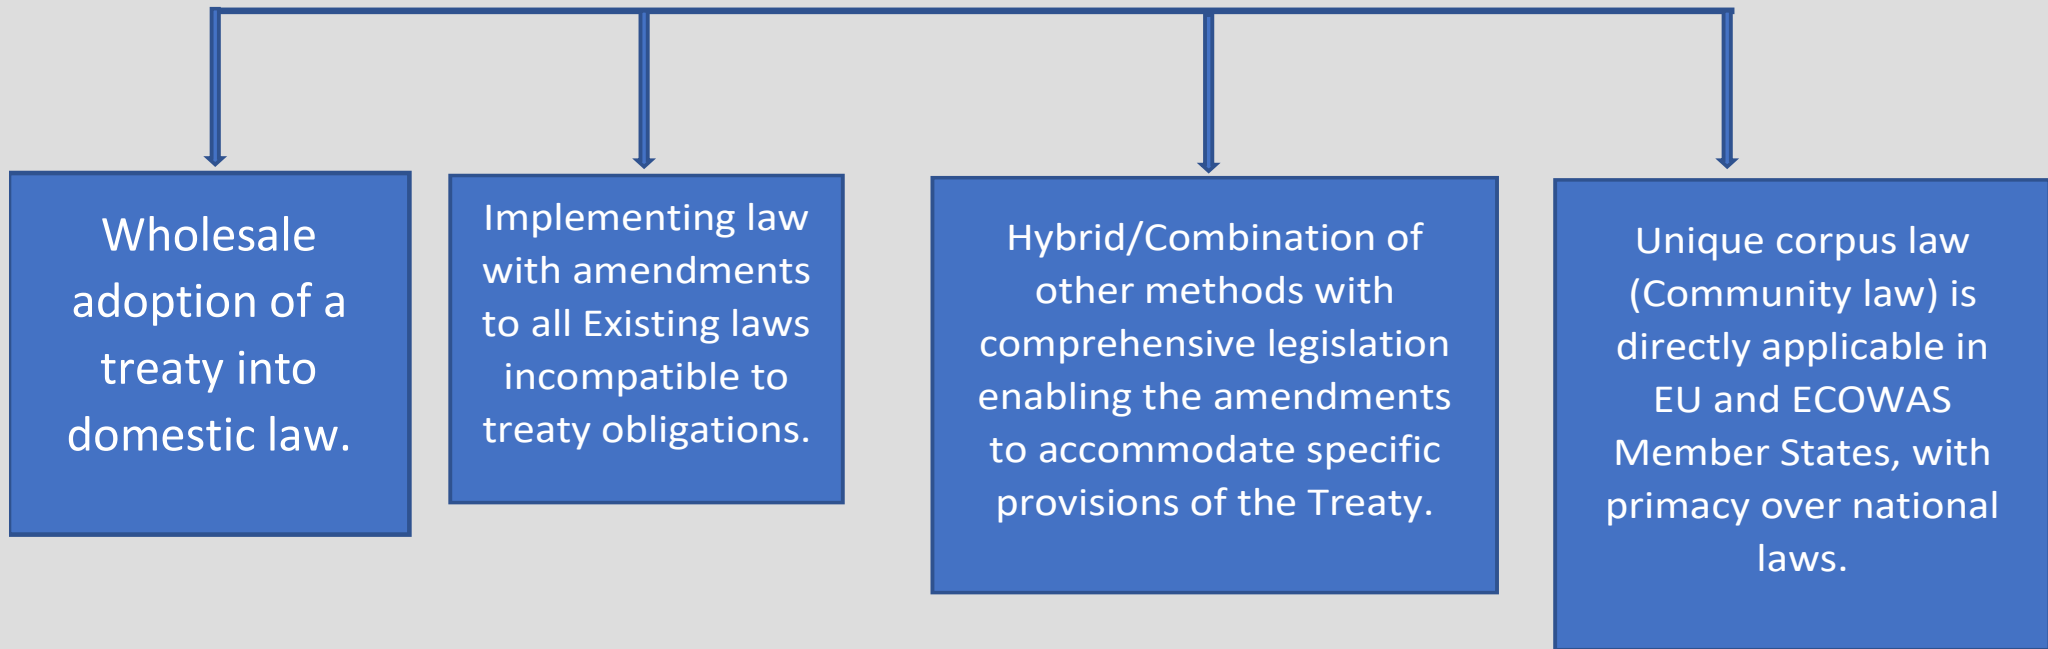 Wholesale
adoption of a
treaty into
domestic law.
Implementing law
with amendments
to all Existing laws
incompatible to
treaty obligations.
Hybrid/Combination of
other methods with
comprehensive legislation
enabling the amendments
to accommodate specific
provisions of the Treaty.
Unique corpus law
(Community law) is
directly applicable in
EU and ECOWAS
Member States, with
primacy over national
laws.